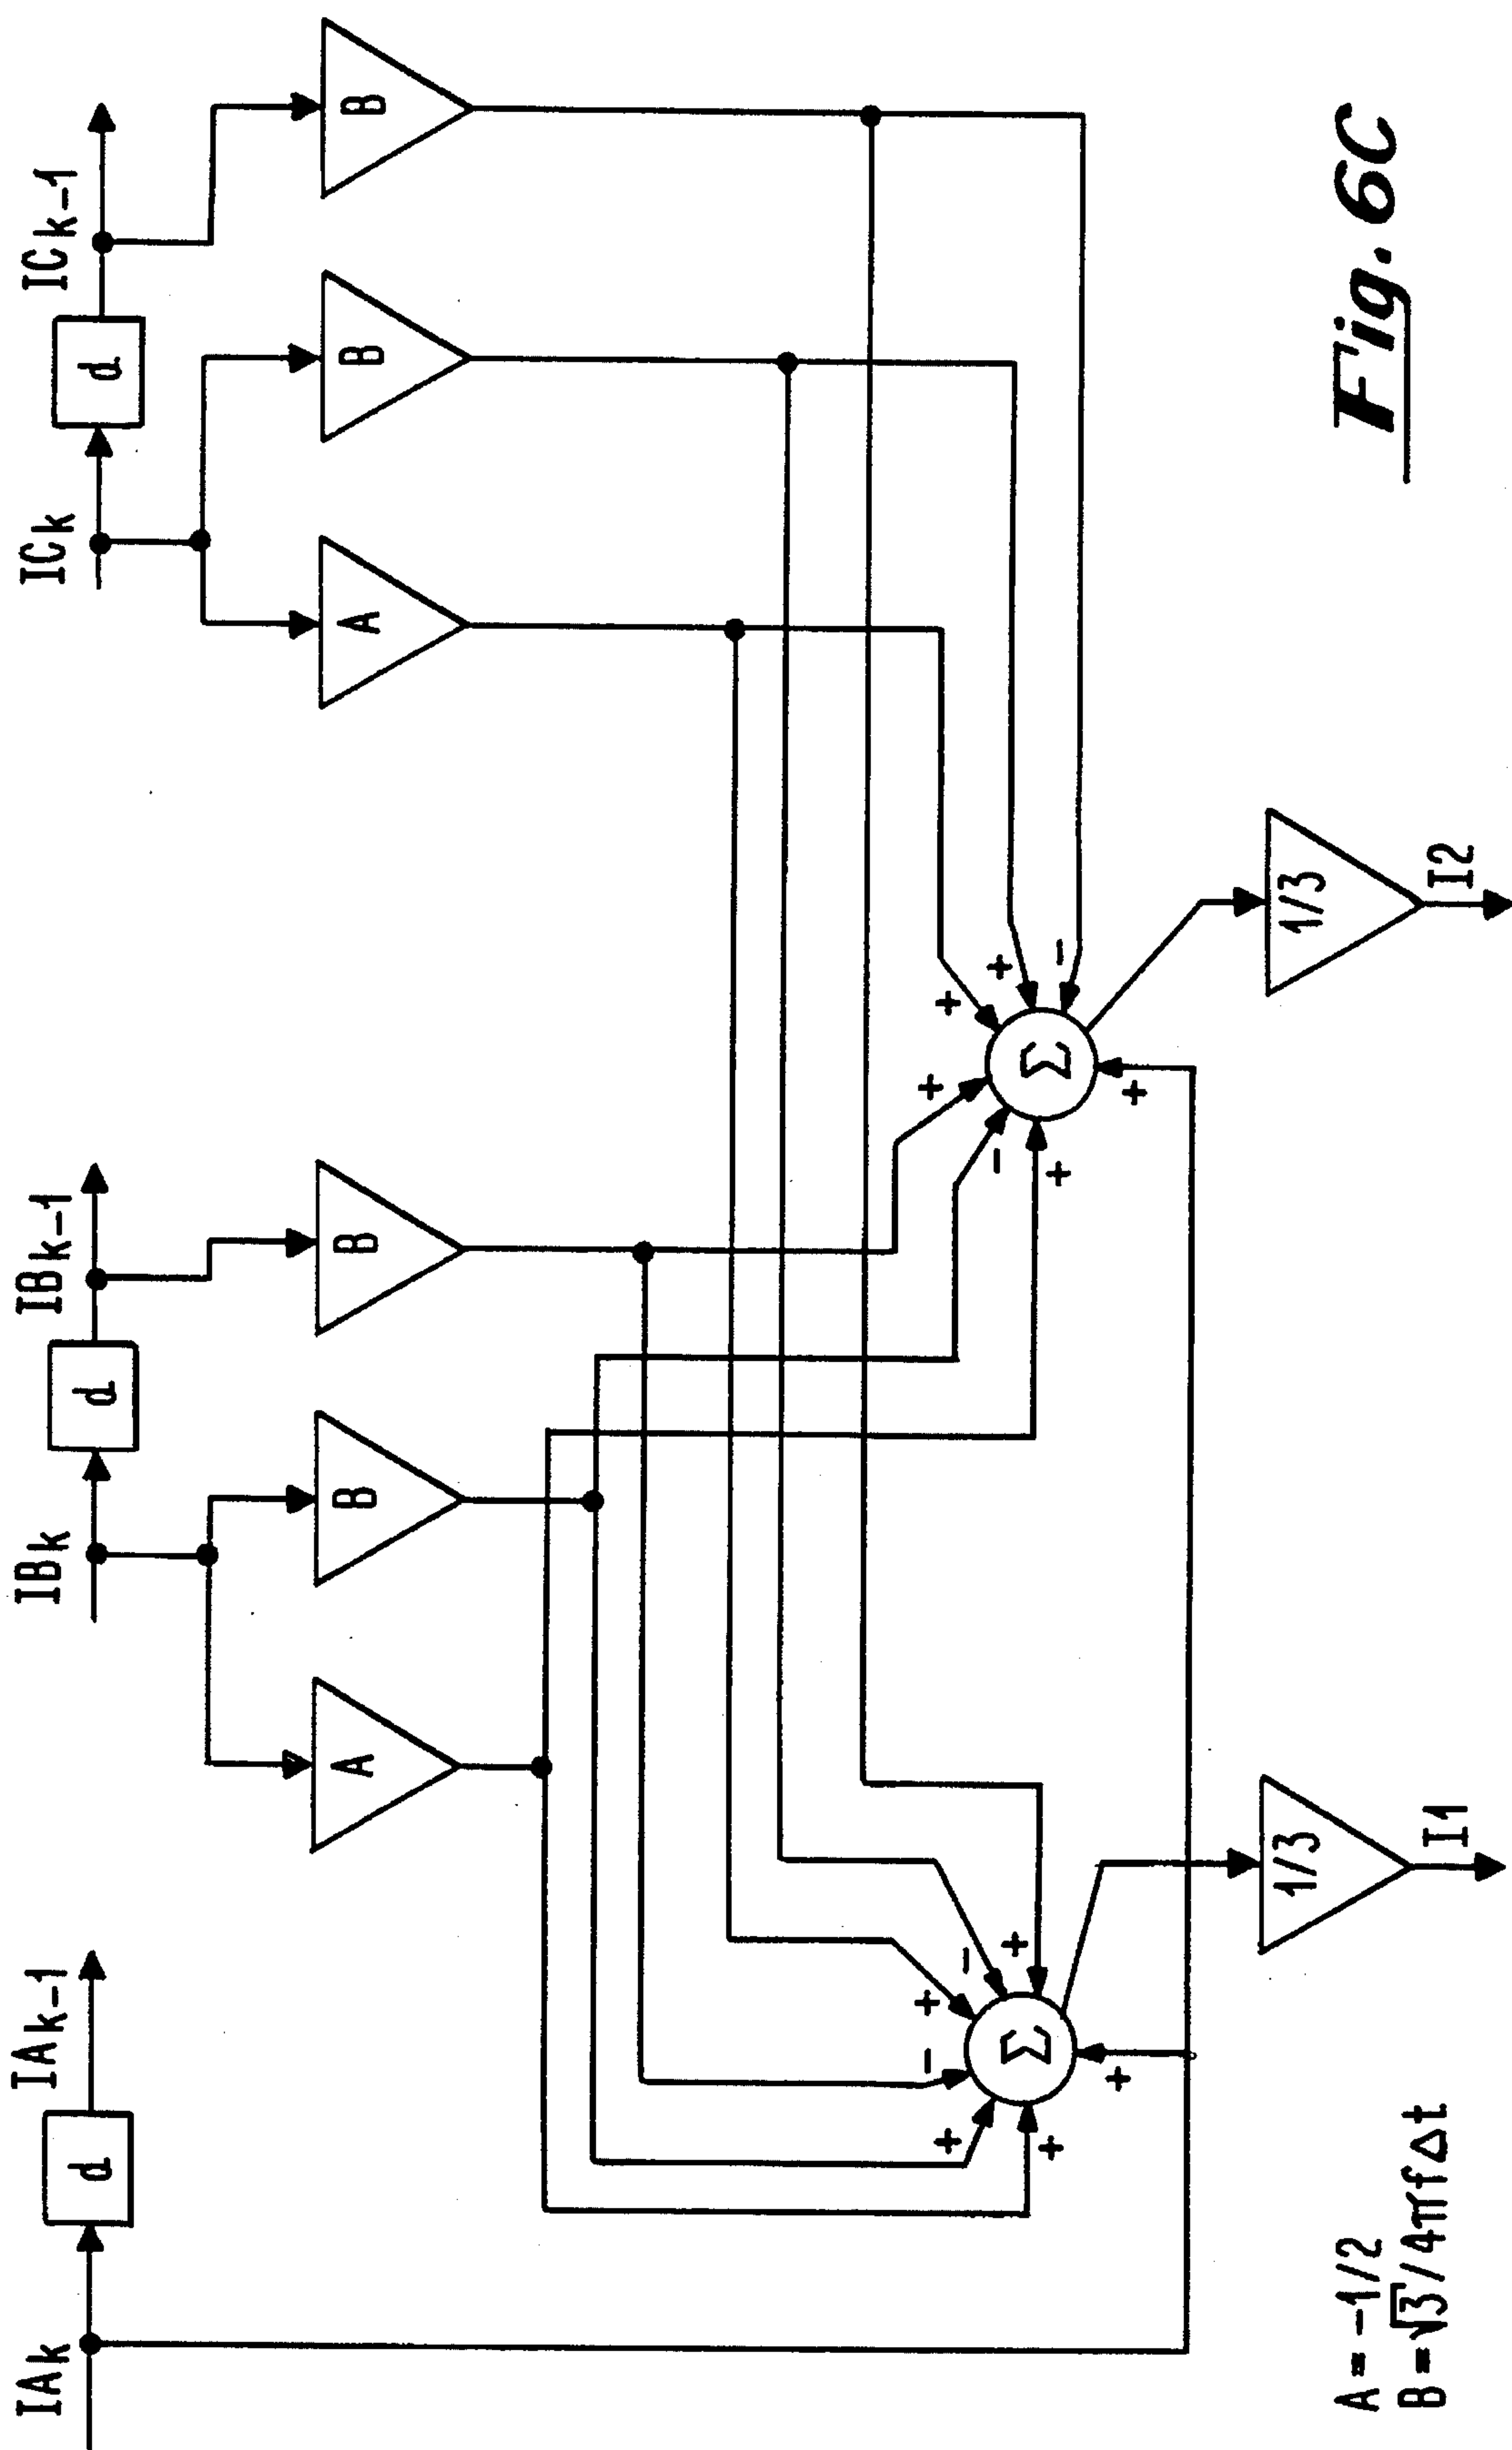 IAk
d
IAk-1
IBk
d
IBk-1
ICk
d
ICk-1
A
B
B
A
B
B
+
+
-
+
-
+
+
Σ
+
-
+
+
+
-
+
Σ
1/3
I1
1/3
I2
A = -1/2
B = √3/4πfΔt
Fig. 6C